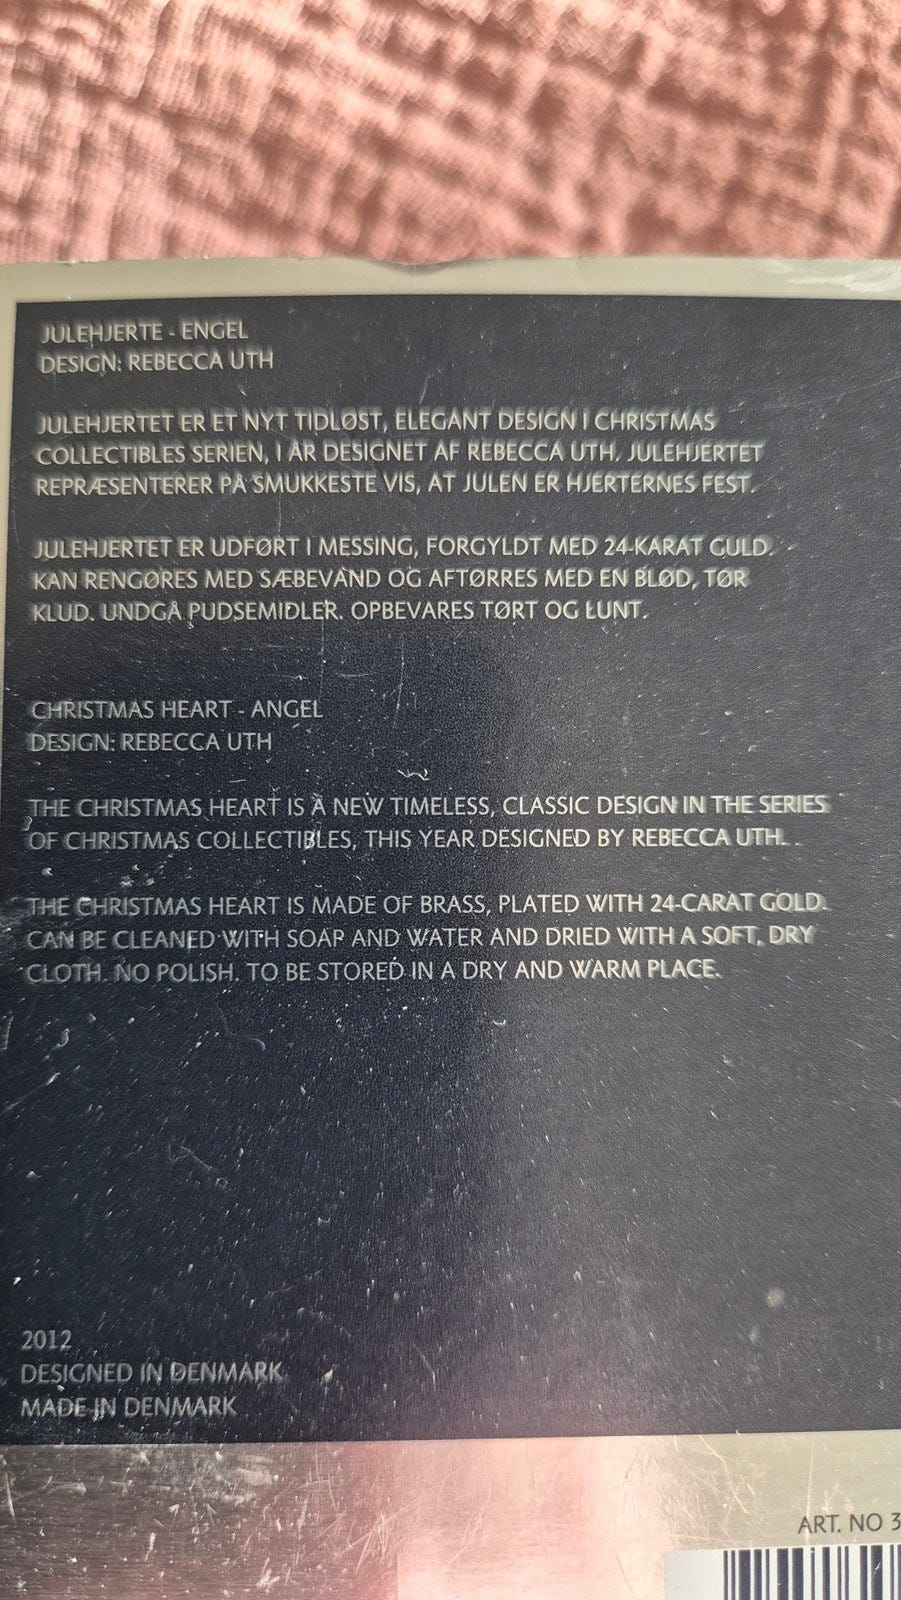 JULEHJERTE - ENGEL
DESIGN: REBECCA UTH
JULEHJERTET ER ET NYT TIDLØST, ELEGANT DESIGN I CHRISTMAS
COLLECTIBLES SERIEN, I ÅR DESIGNET AF REBECCA UTH. JULEHJERTET
REPRÆSENTERER PÅ SMUKKESTE VIS, AT JULEN ER HJERTERNES FEST.
JULEHJERTET ER UDFØRT I MESSING, FORGYLDT MED 24-KARAT GULD.
KAN RENGØRES MED SÆBEVAND OG AFTØRRES MED EN BLØD, TØR
KLUD. UNDGÅ PUDSEMIDLER. OPBEVARES TØRT OG LUNT.
CHRISTMAS HEART - ANGEL
DESIGN: REBECCA UTH
THE CHRISTMAS HEART IS A NEW TIMELESS, CLASSIC DESIGN IN THE SERIES
OF CHRISTMAS COLLECTIBLES, THIS YEAR DESIGNED BY REBECCA UTH. .
THE CHRISTMAS HEART IS MADE OF BRASS, PLATED WITH 24-CARAT GOLD.
CAN BE CLEANED WITH SOAP AND WATER AND DRIED WITH A SOFT, DRY
CLOTH. NO POLISH. TO BE STORED IN A DRY AND WARM PLACE.
2012
DESIGNED IN DENMARK
MADE IN DENMARK
ART. NO 3